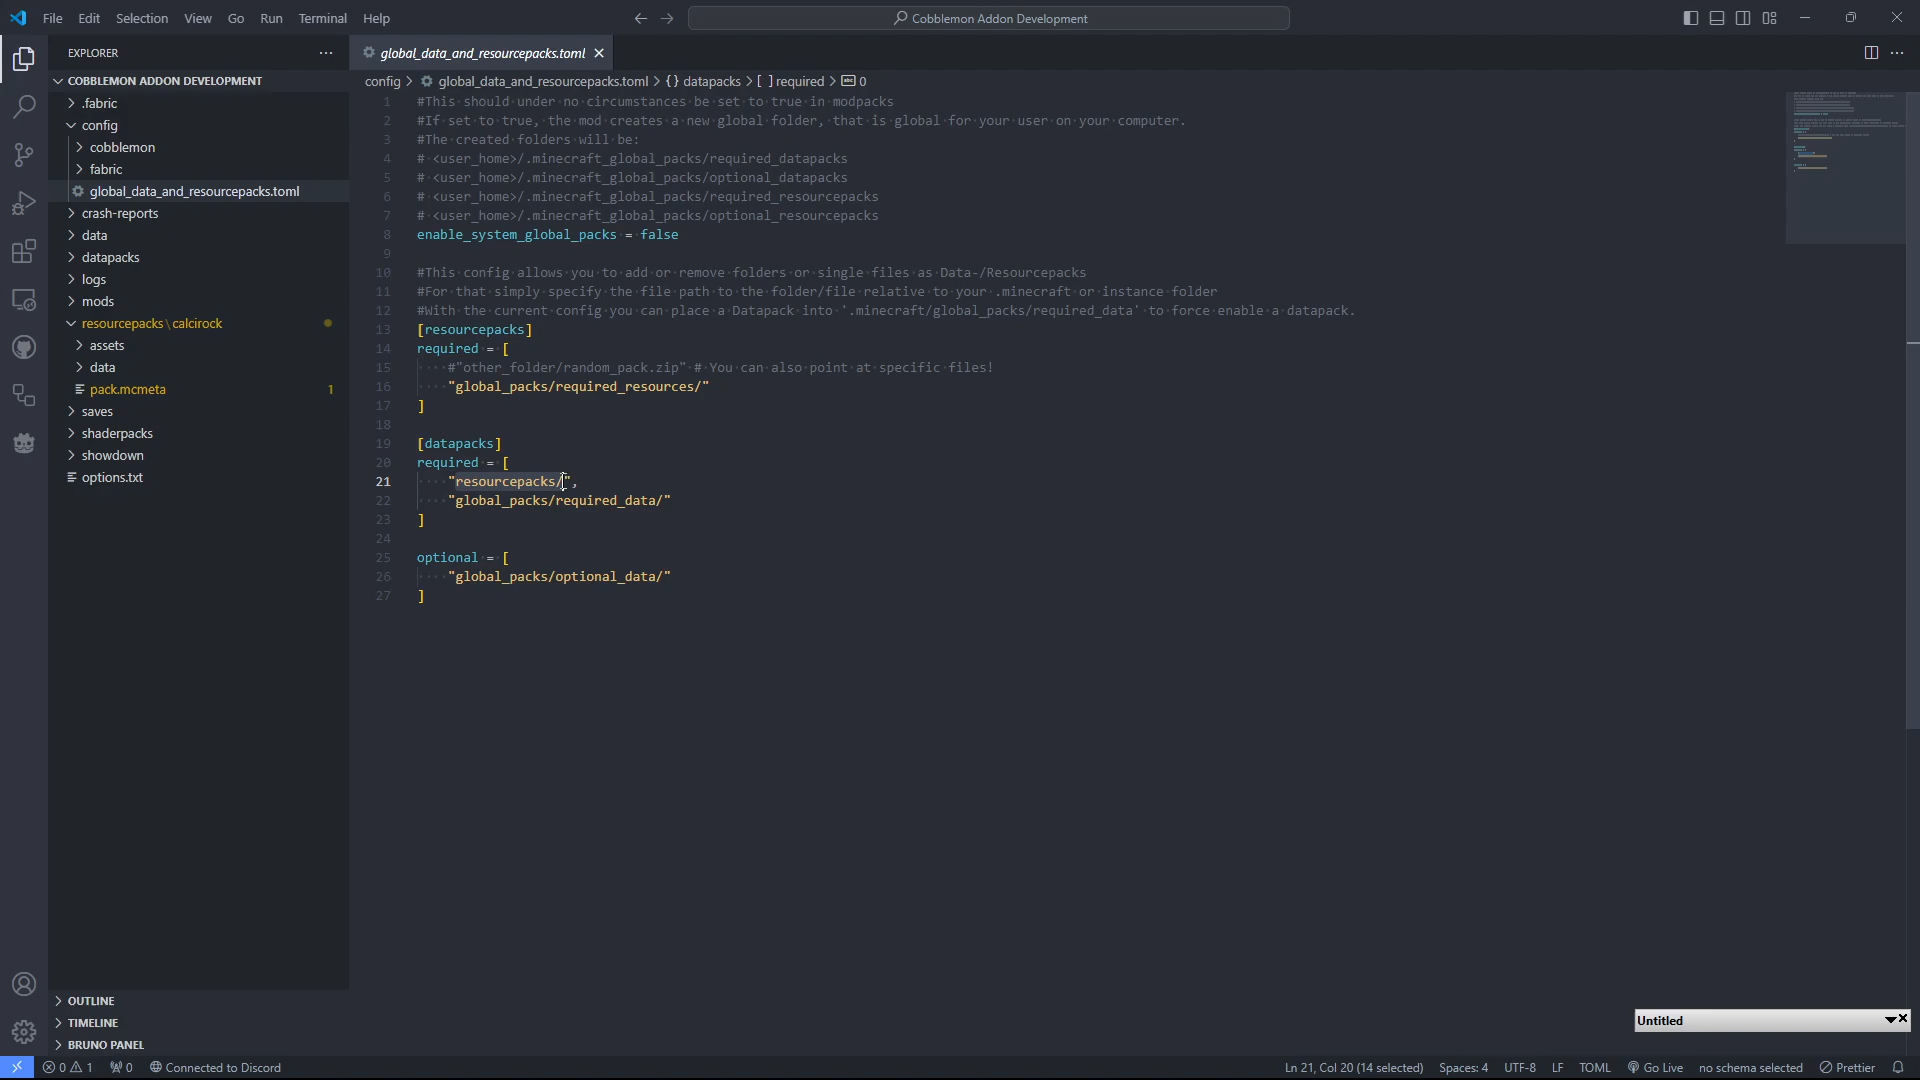 File Edit Selection View Go Run Terminal Help
Cobblemon Addon Development
EXPLORER
global_data_and_resourcepacks.toml
COBBLEMON ADDON DEVELOPMENT
.fabric
config
cobblemon
fabric
global_data_and_resourcepacks.toml
crash-reports
data
datapacks
logs
mods
resourcepacks \ calcirock
assets
data
pack.mcmeta 1
saves
shaderpacks
showdown
options.txt
OUTLINE
TIMELINE
BRUNO PANEL
config > global_data_and_resourcepacks.toml > {} datapacks > [ ] required > abc 0
1 #This should under no circumstances be set to true in modpacks
2 #If set to true, the mod creates a new global folder, that is global for your user on your computer.
3 #The created folders will be:
4 # <user_home>/.minecraft_global_packs/required_datapacks
5 # <user_home>/.minecraft_global_packs/optional_datapacks
6 # <user_home>/.minecraft_global_packs/required_resourcepacks
7 # <user_home>/.minecraft_global_packs/optional_resourcepacks
8 enable_system_global_packs = false
9
10 #This config allows you to add or remove folders or single files as Data-/Resourcepacks
11 #For that simply specify the file path to the folder/file relative to your .minecraft or instance folder
12 #With the current config you can place a Datapack into '.minecraft/global_packs/required_data' to force enable a datapack.
13 [resourcepacks]
14 required = [
15 #"other_folder/random_pack.zip" # You can also point at specific files!
16 "global_packs/required_resources/"
17 ]
18
19 [datapacks]
20 required = [
21 "resourcepacks/",
22 "global_packs/required_data/"
23 ]
24
25 optional = [
26 "global_packs/optional_data/"
27 ]
Untitled
0 1 0 Connected to Discord
Ln 21, Col 20 (14 selected) Spaces: 4 UTF-8 LF TOML Go Live no schema selected Prettier